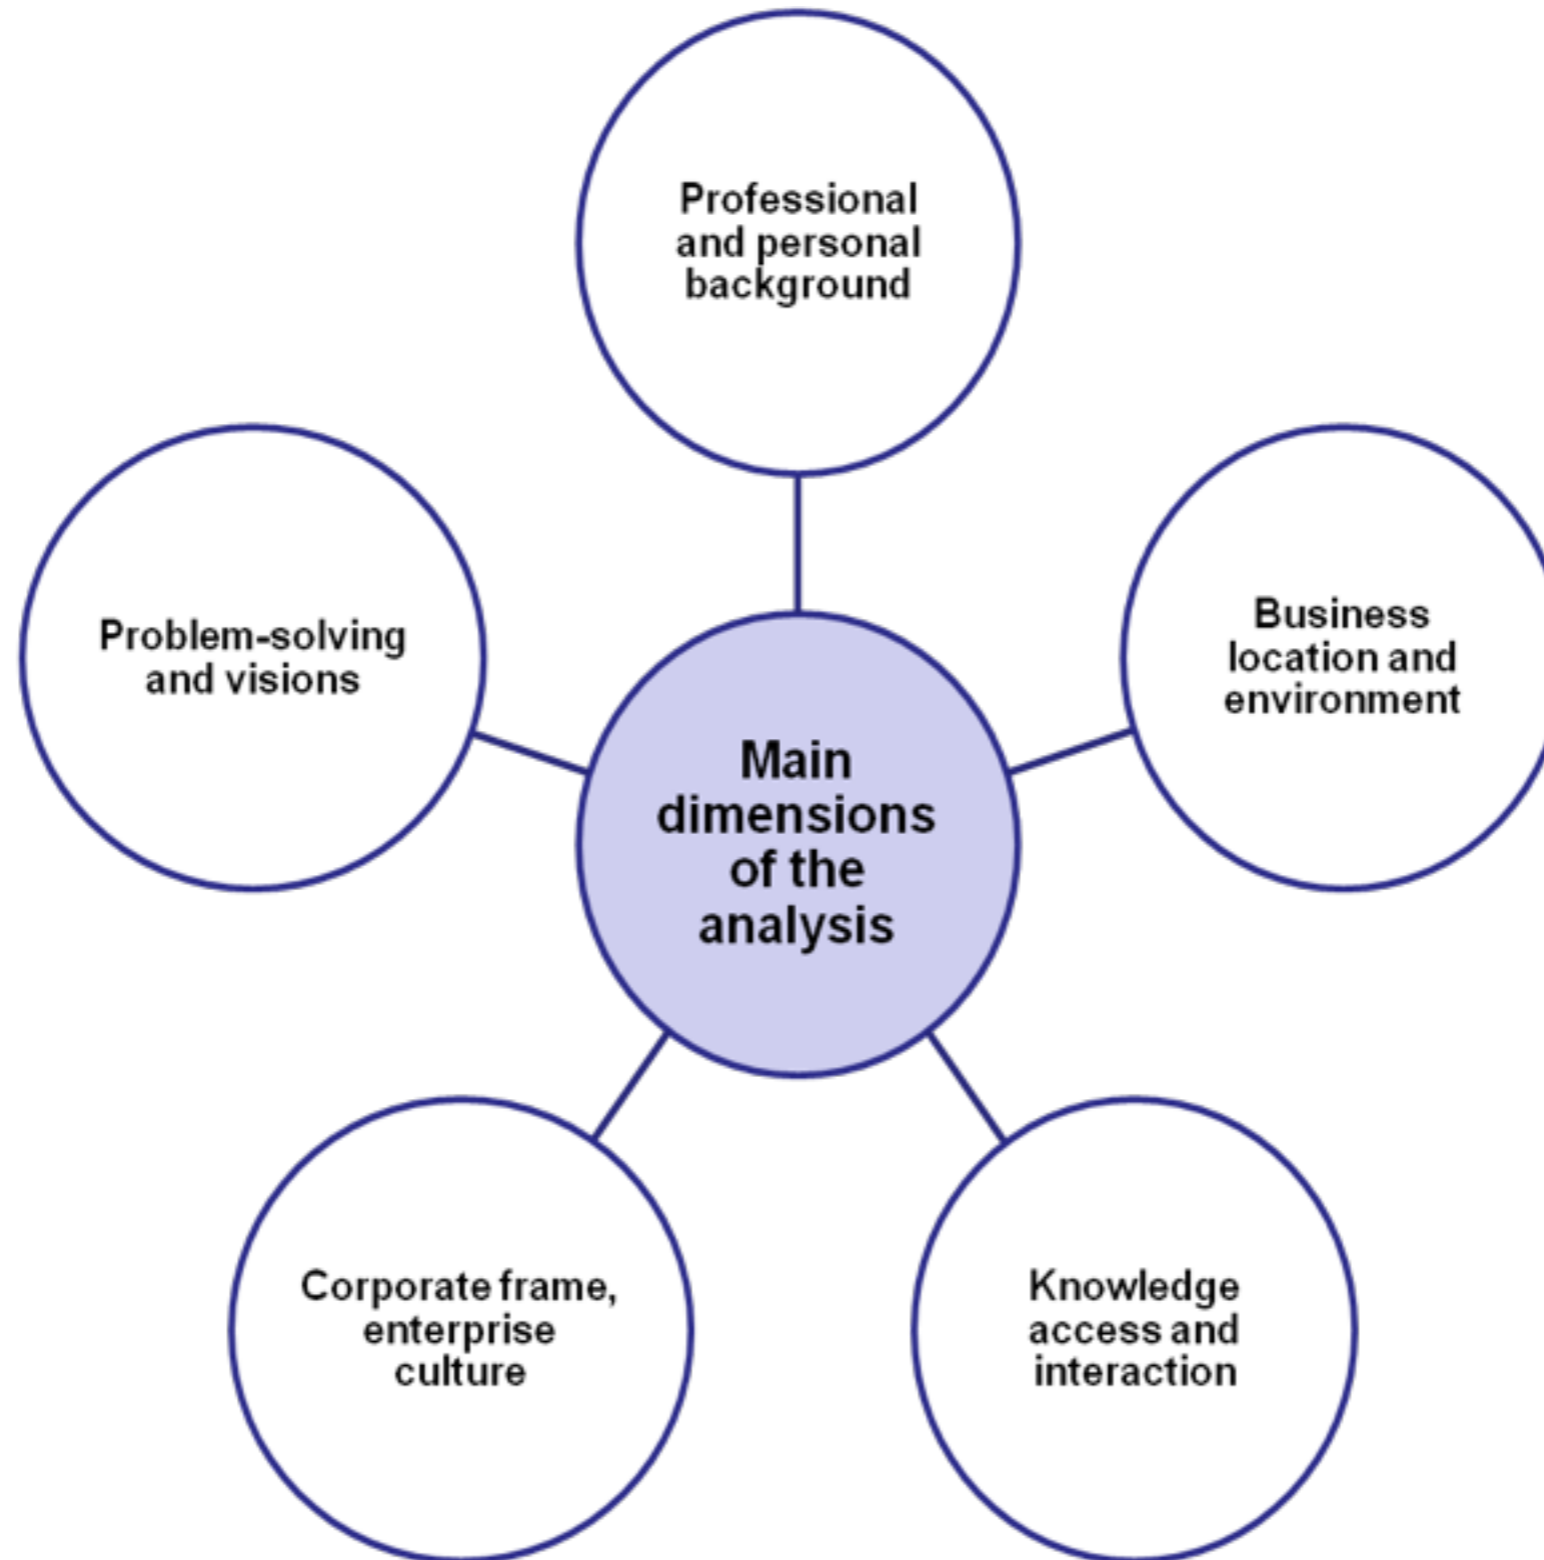 Professional
and personal
background
Problem-solving
and visions
Business
location and
environment
Main
dimensions
of the
analysis
Corporate frame,
enterprise
culture
Knowledge
access and
interaction